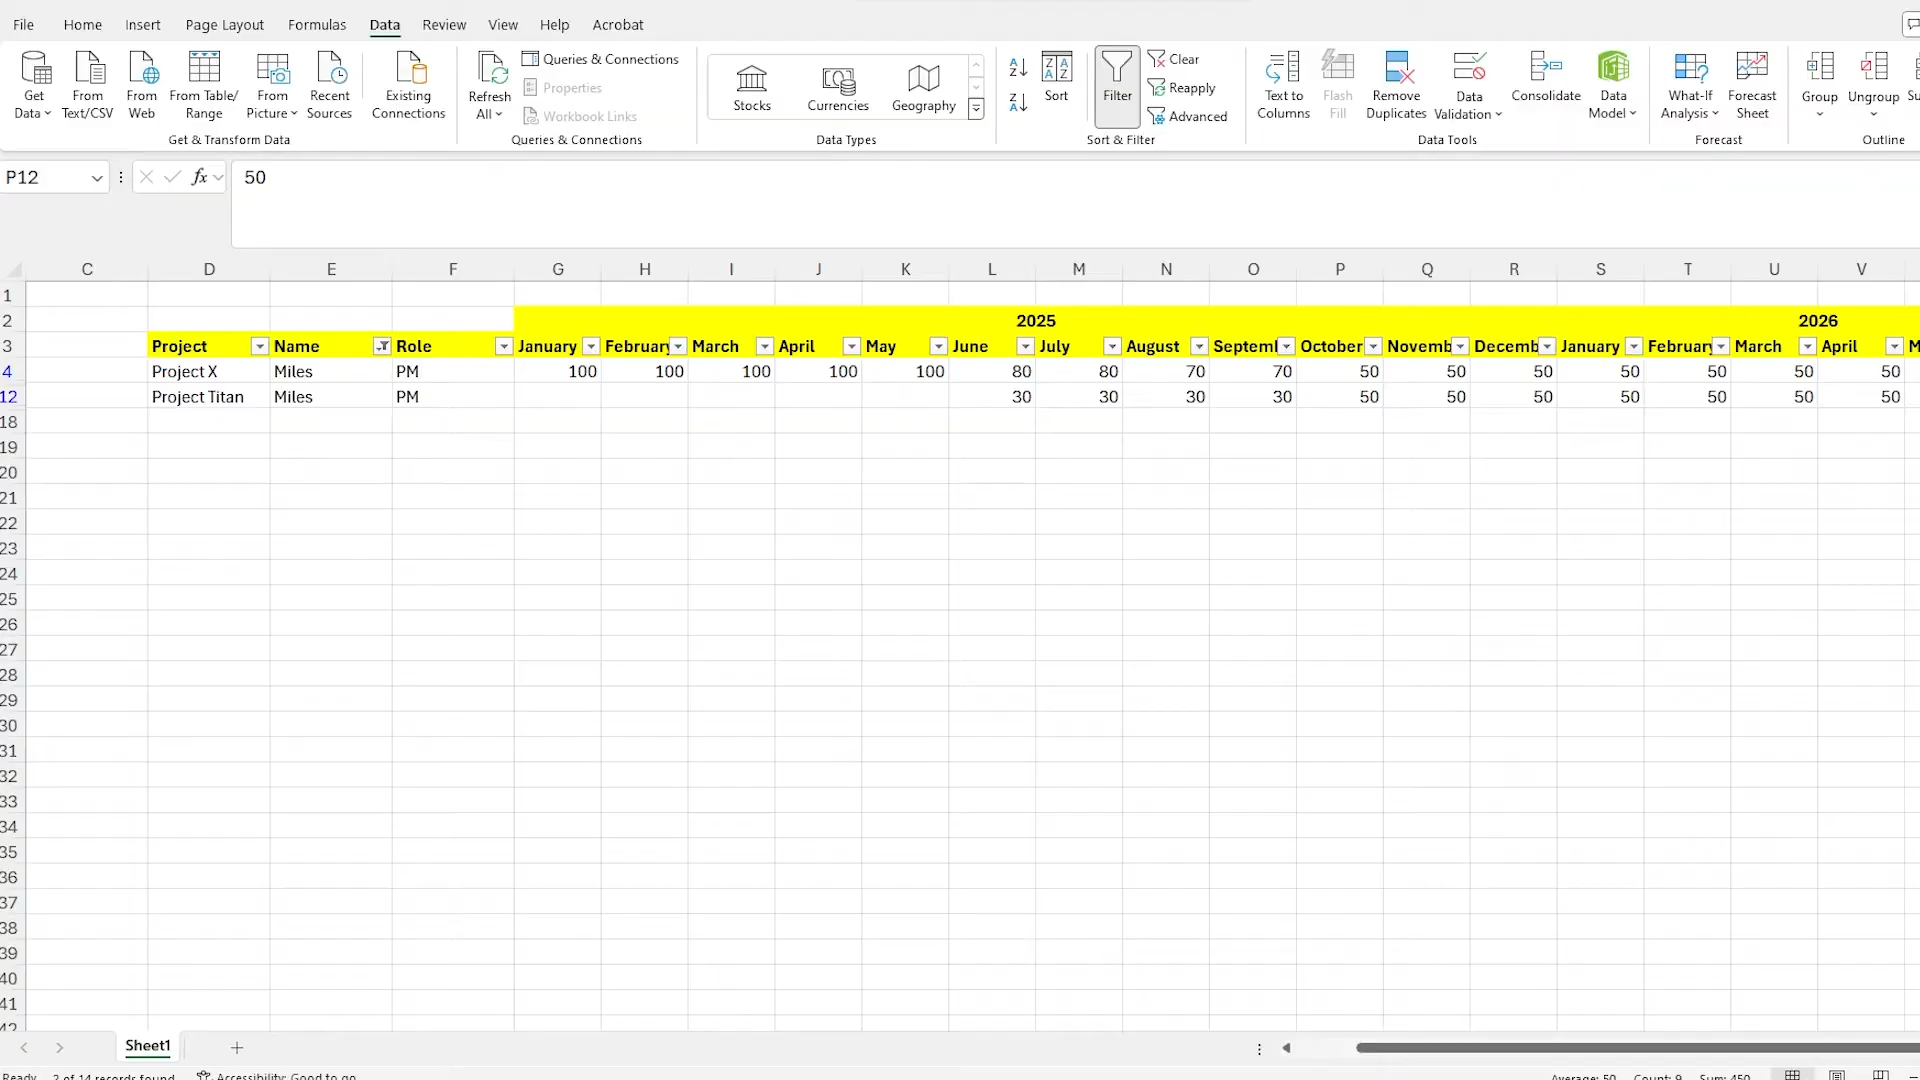 File Home Insert Page Layout Formulas Data Review View Help Acrobat
Get Data From Text/CSV From Web From Table/ Range From Picture Recent Sources Existing Connections
Get & Transform Data
Refresh All Queries & Connections Properties Workbook Links
Queries & Connections
Stocks Currencies Geography
Data Types
Sort Filter Clear Reapply Advanced
Sort & Filter
Text to Columns Flash Fill Remove Duplicates Data Validation Consolidate Data Model
Data Tools
What-If Analysis Forecast Sheet
Forecast
Group Ungroup
Outline
P12 fx 50
C D E F G H I J K L M N O P Q R S T U V
1
2 2025 2026
3 Project Name Role January February March April May June July August Septem October Novemb Decemb January February March April M
4 Project X Miles PM 100 100 100 100 100 80 80 70 70 50 50 50 50 50 50 50
12 Project Titan Miles PM 30 30 30 30 50 50 50 50 50 50 50
18
19
20
21
22
23
24
25
26
27
28
29
30
31
32
33
34
35
36
37
38
39
40
41
42
Sheet1
Ready 2 of 14 records found Accessibility: Good to go Average: 50 Count: 9 Sum: 450